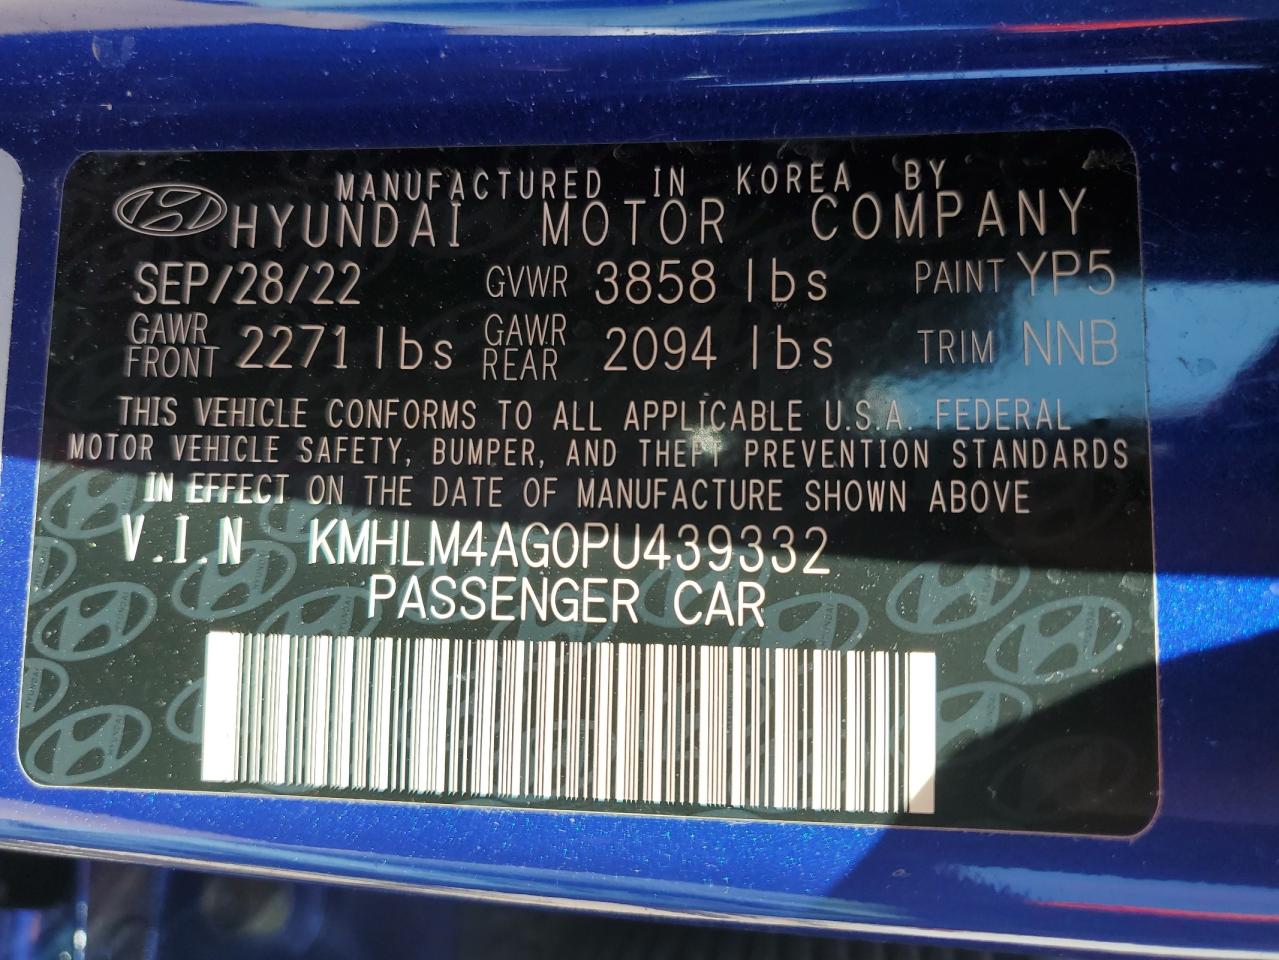 MANUFACTURED IN KOREA BY
HYUNDAI MOTOR COMPANY
SEP/28/22 GVWR 3858 lbs PAINT YP5
GAWR FRONT 2271 lbs GAWR REAR 2094 lbs TRIM NNB
THIS VEHICLE CONFORMS TO ALL APPLICABLE U.S.A. FEDERAL
MOTOR VEHICLE SAFETY, BUMPER, AND THEFT PREVENTION STANDARDS
IN EFFECT ON THE DATE OF MANUFACTURE SHOWN ABOVE
V.I.N KMHLM4AG0PU439332
PASSENGER CAR